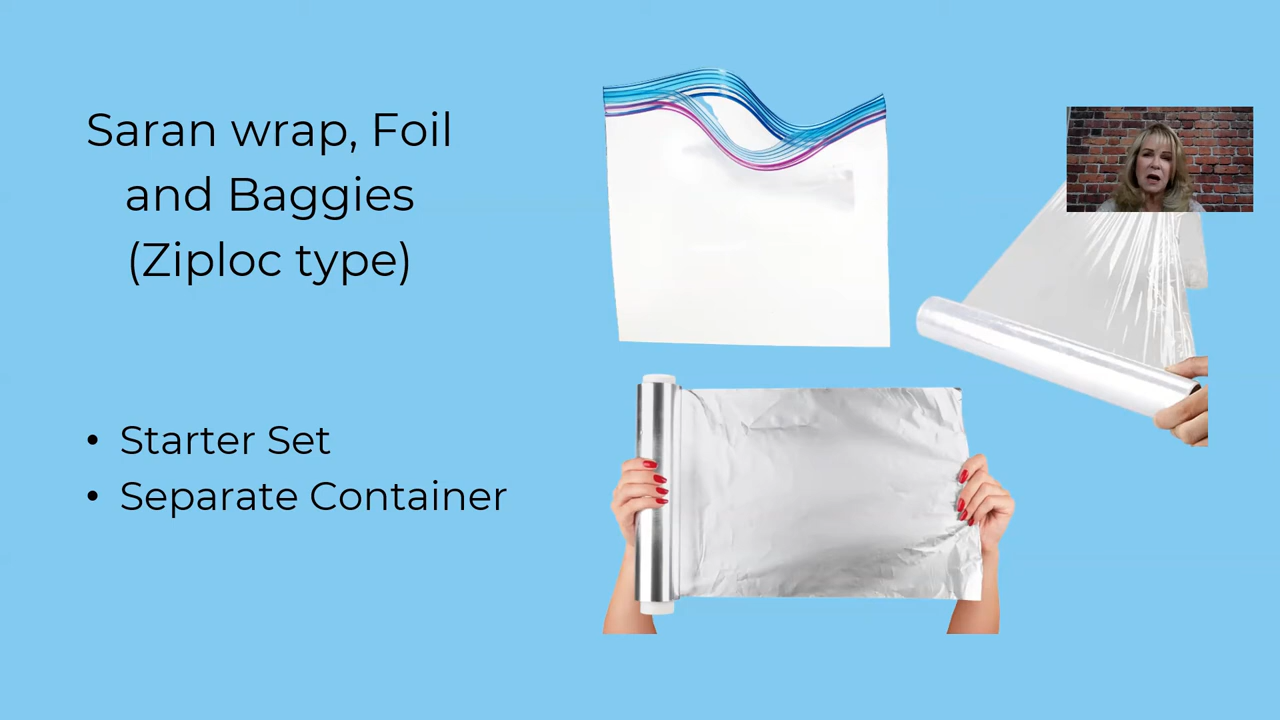 Saran wrap, Foil
and Baggies
(Ziploc type)
• Starter Set
• Separate Container